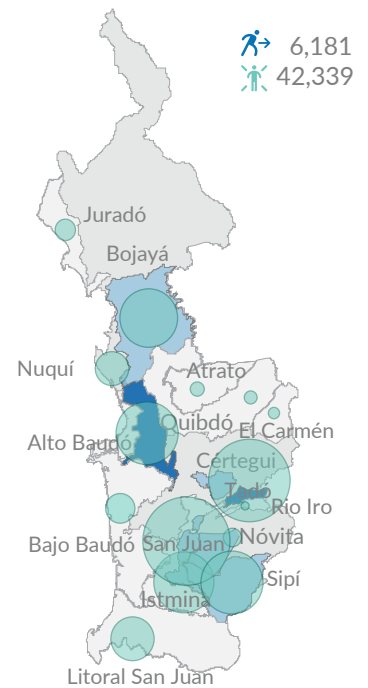 6,181
42,339
Juradó
Bojayá
Nuquí
Atrato
Quibdó
El Carmén
Alto Baudó
Cértegui
Tadó
Rio Iro
Nóvita
Bajo Baudó
San Juan
Sipí
Istmina
Litoral San Juan